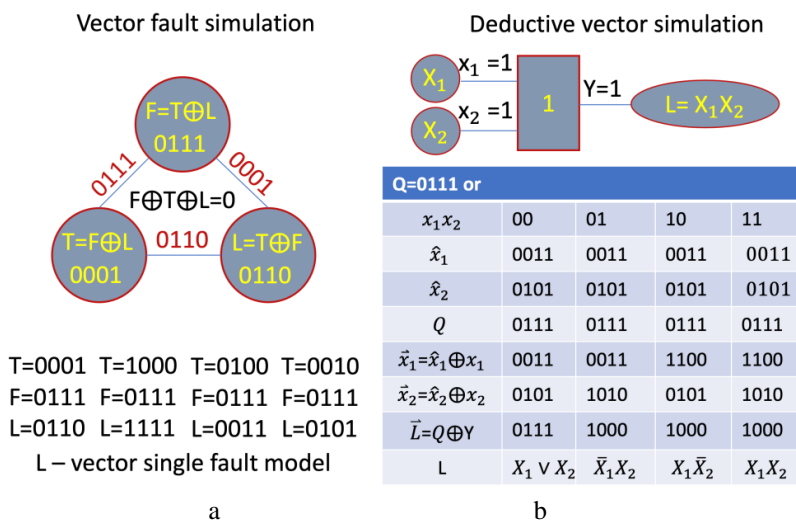 Vector fault simulation
F=T⊕L
0111
0111
0001
F⊕T⊕L=0
T=F⊕L
0001
0110
L=T⊕F
0110
T=0001 T=1000 T=0100 T=0010
F=0111 F=0111 F=0111 F=0111
L=0110 L=1111 L=0011 L=0101
L – vector single fault model
a
Deductive vector simulation
X₁
x₁ =1
X₂
x₂ =1
1
Y=1
L= X₁X₂
Q=0111 or
x₁x₂ 00 01 10 11
x̂₁ 0011 0011 0011 0011
x̂₂ 0101 0101 0101 0101
Q 0111 0111 0111 0111
x⃗₁=x̂₁⊕x₁ 0011 0011 1100 1100
x⃗₂=x̂₂⊕x₂ 0101 1010 0101 1010
L⃗=Q⊕Y 0111 1000 1000 1000
L X₁ ∨ X₂ X̄₁X₂ X₁X̄₂ X₁X₂
b